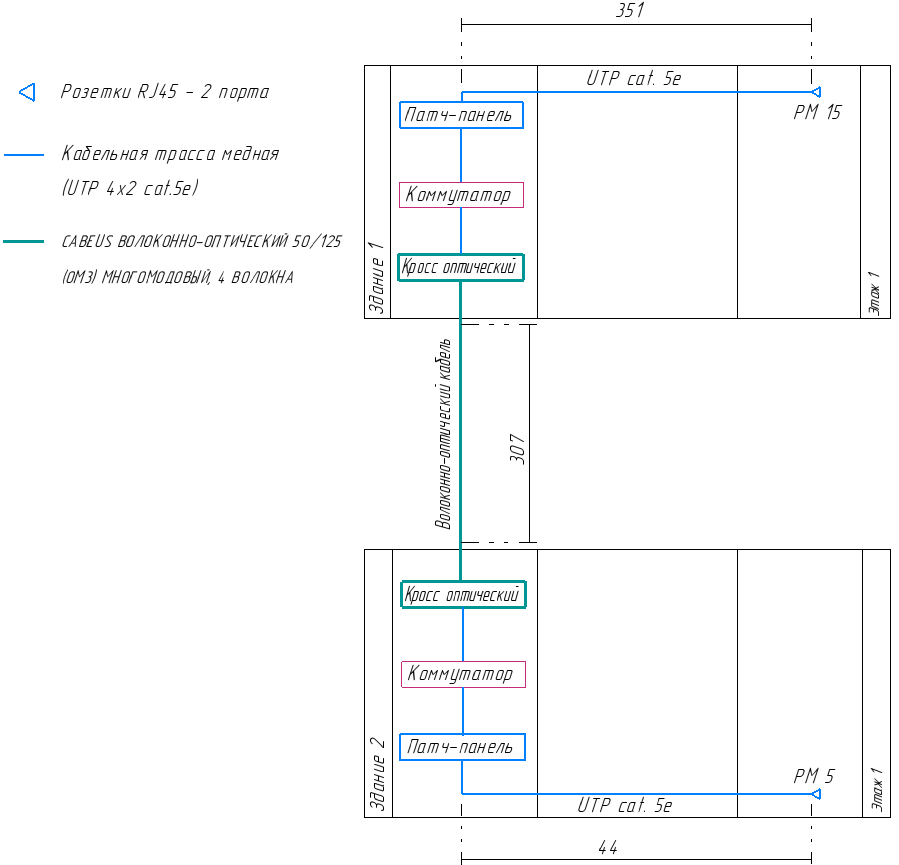 351
Розетки RJ45 - 2 порта
Кабельная трасса медная
(UTP 4x2 cat.5e)
CABEUS ВОЛОКОННО-ОПТИЧЕСКИЙ 50/125
(OM3) МНОГОМОДОВЫЙ, 4 ВОЛОКНА
UTP cat. 5e
РМ 15
Патч-панель
Коммутатор
Кросс оптический
Здание 1
Этаж 1
Волоконно-оптический кабель
307
Кросс оптический
Коммутатор
Патч-панель
Здание 2
РМ 5
Этаж 1
UTP cat. 5e
44